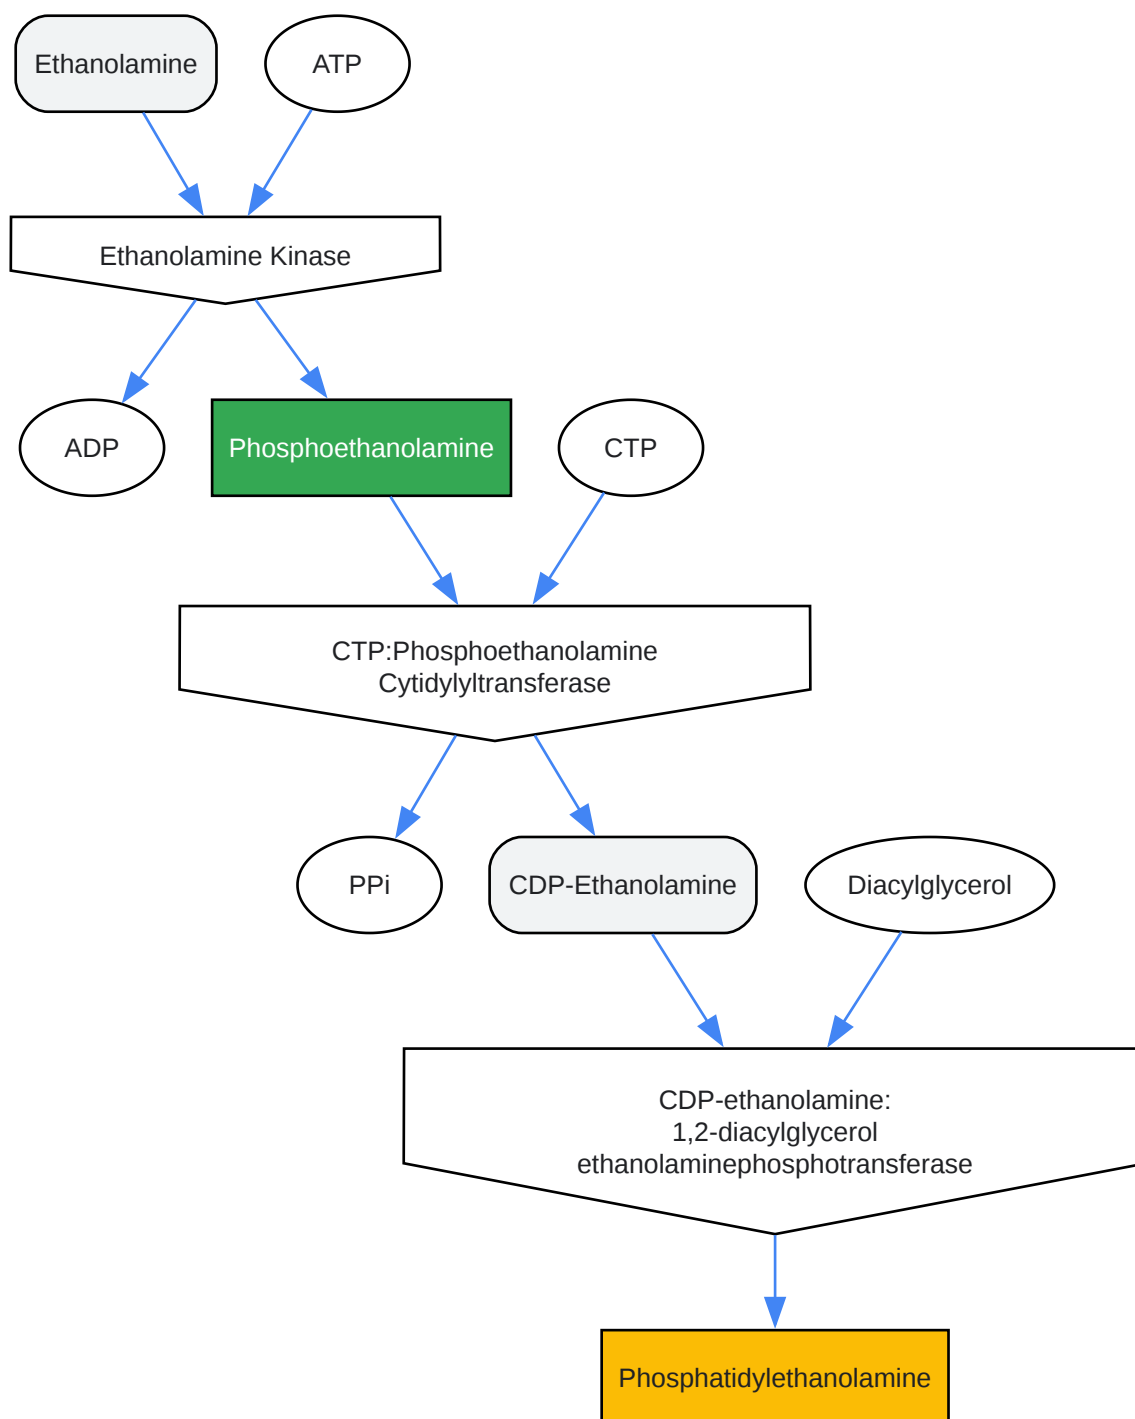 Ethanolamine
ATP
Ethanolamine Kinase
ADP
Phosphoethanolamine
CTP
CTP:Phosphoethanolamine
Cytidylyltransferase
PPi
CDP-Ethanolamine
Diacylglycerol
CDP-ethanolamine:
1,2-diacylglycerol
ethanolaminephosphotransferase
Phosphatidylethanolamine